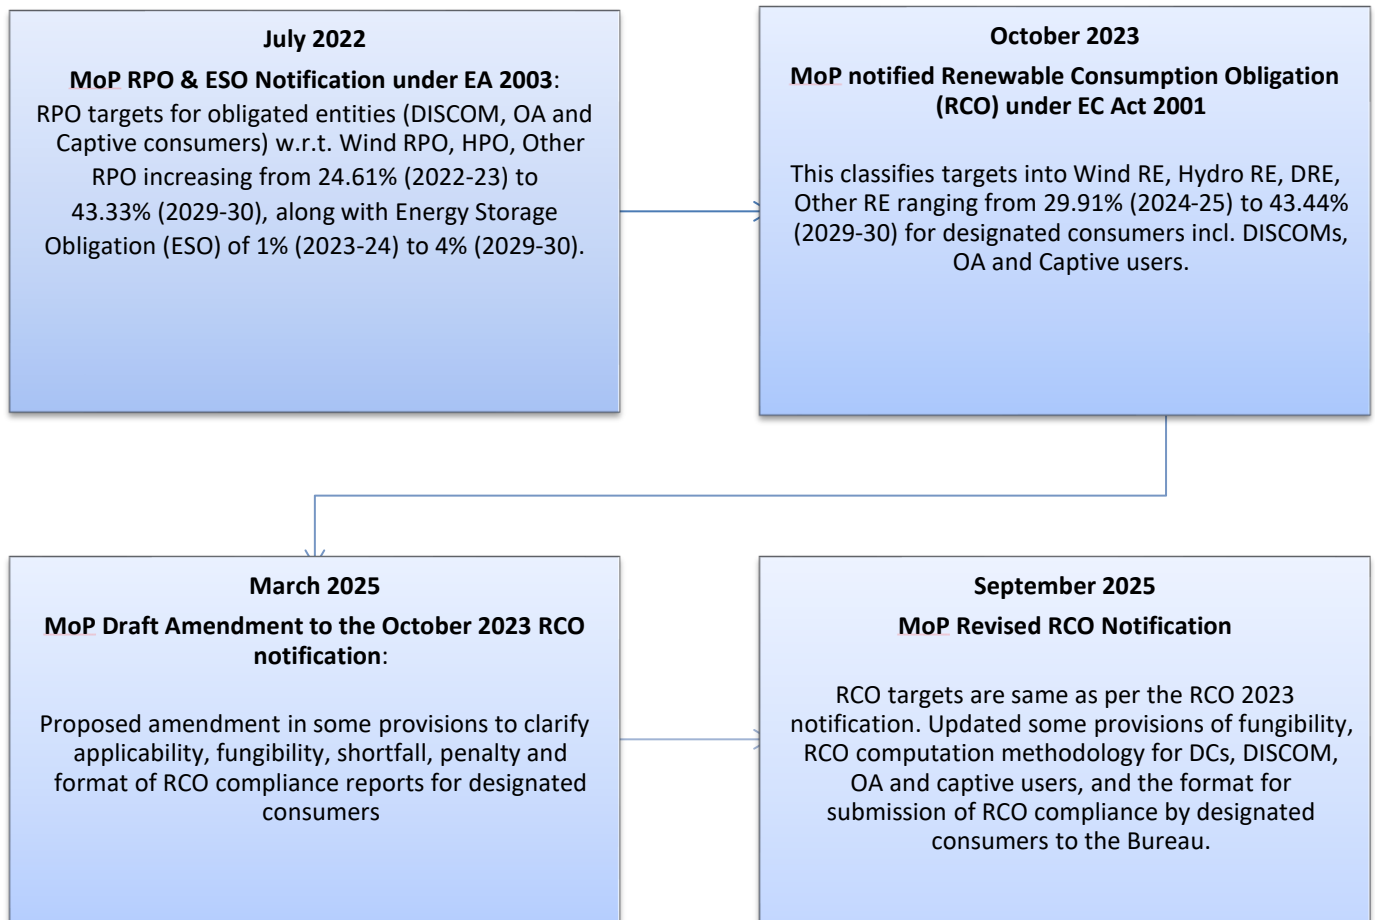 July 2022
MoP RPO & ESO Notification under EA 2003:
RPO targets for obligated entities (DISCOM, OA and
Captive consumers) w.r.t. Wind RPO, HPO, Other
RPO increasing from 24.61% (2022-23) to
43.33% (2029-30), along with Energy Storage
Obligation (ESO) of 1% (2023-24) to 4% (2029-30).
October 2023
MoP notified Renewable Consumption Obligation
(RCO) under EC Act 2001
This classifies targets into Wind RE, Hydro RE, DRE,
Other RE ranging from 29.91% (2024-25) to 43.44%
(2029-30) for designated consumers incl. DISCOMs,
OA and Captive users.
March 2025
MoP Draft Amendment to the October 2023 RCO
notification:
Proposed amendment in some provisions to clarify
applicability, fungibility, shortfall, penalty and
format of RCO compliance reports for designated
consumers
September 2025
MoP Revised RCO Notification
RCO targets are same as per the RCO 2023
notification. Updated some provisions of fungibility,
RCO computation methodology for DCs, DISCOM,
OA and captive users, and the format for
submission of RCO compliance by designated
consumers to the Bureau.